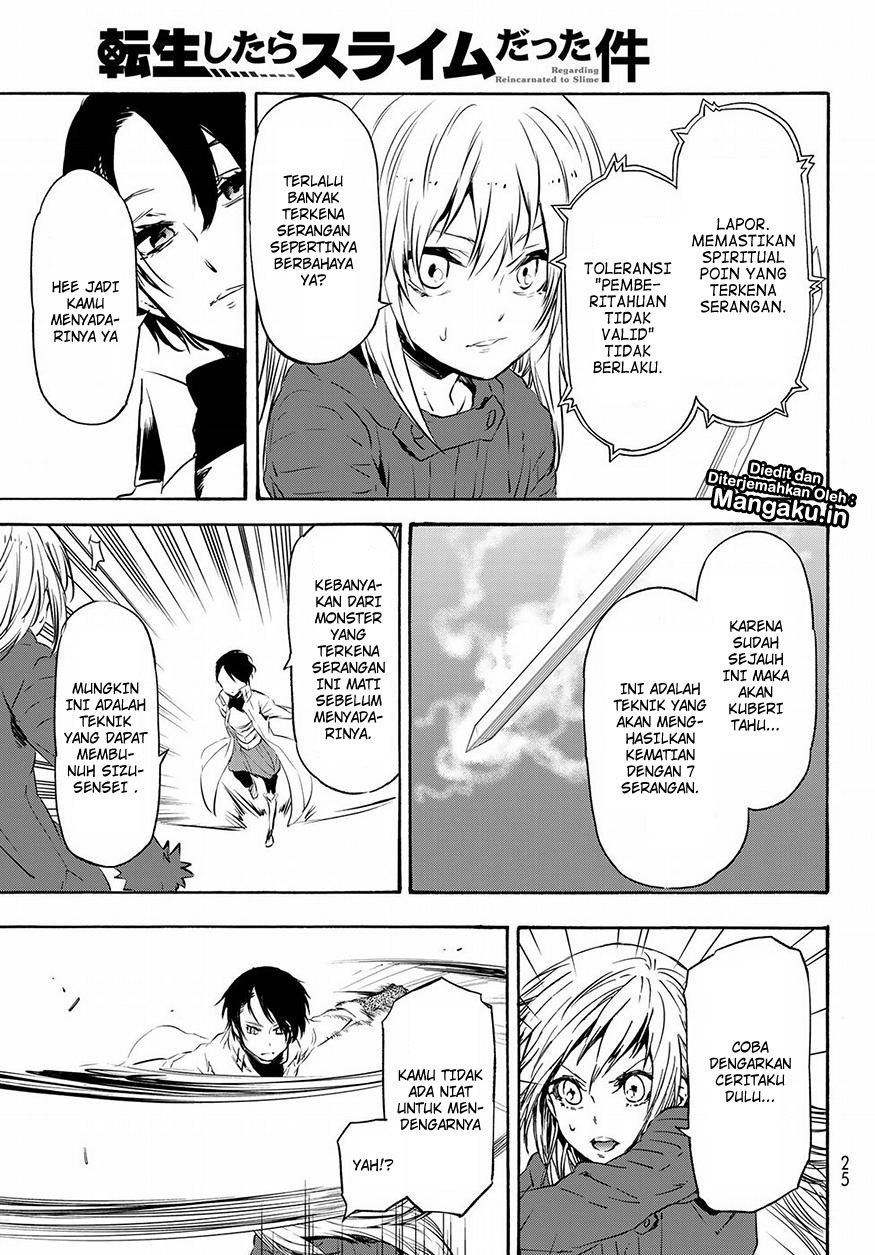 転生したらスライムだった件
Regarding
Reincarnated to Slime
LAPOR.
MEMASTIKAN
SPIRITUAL
POIN YANG
TERKENA
SERANGAN.
TOLERANSI
"PEMBE-
RITAHUAN
TIDAK
VALID"
TIDAK
BERLAKU.
TERLALU
BANYAK
TERKENA
SERANGAN
SEPERTINYA
BERBAHAYA
YA?
HEE JADI
KAMU
MENYADA-
RINYA YA
Diedit dan
Diterjemahkan Oleh :
Mangaku.in
KARENA
SUDAH
SEJAUH
INI MAKA
AKAN
KUBERI
TAHU...
INI ADALAH
TEKNIK YANG
AKAN MENG-
HASILKAN
KEMATIAN
DENGAN 7
SERANGAN.
KEBANYA-
KAN DARI
MONSTER
YANG
TERKENA
SERANGAN
INI MATI
SEBELUM
MENYADA-
RINYA.
MUNGKIN
INI ADALAH
TEKNIK
YANG DAPAT
MEMBU-
NUH SIZU-
SENSEI .
COBA
DENGARKAN
CERITAKU
DULU...
KAMU TIDAK
ADA NIAT
UNTUK MEN-
DENGARNYA
YAH!?
25